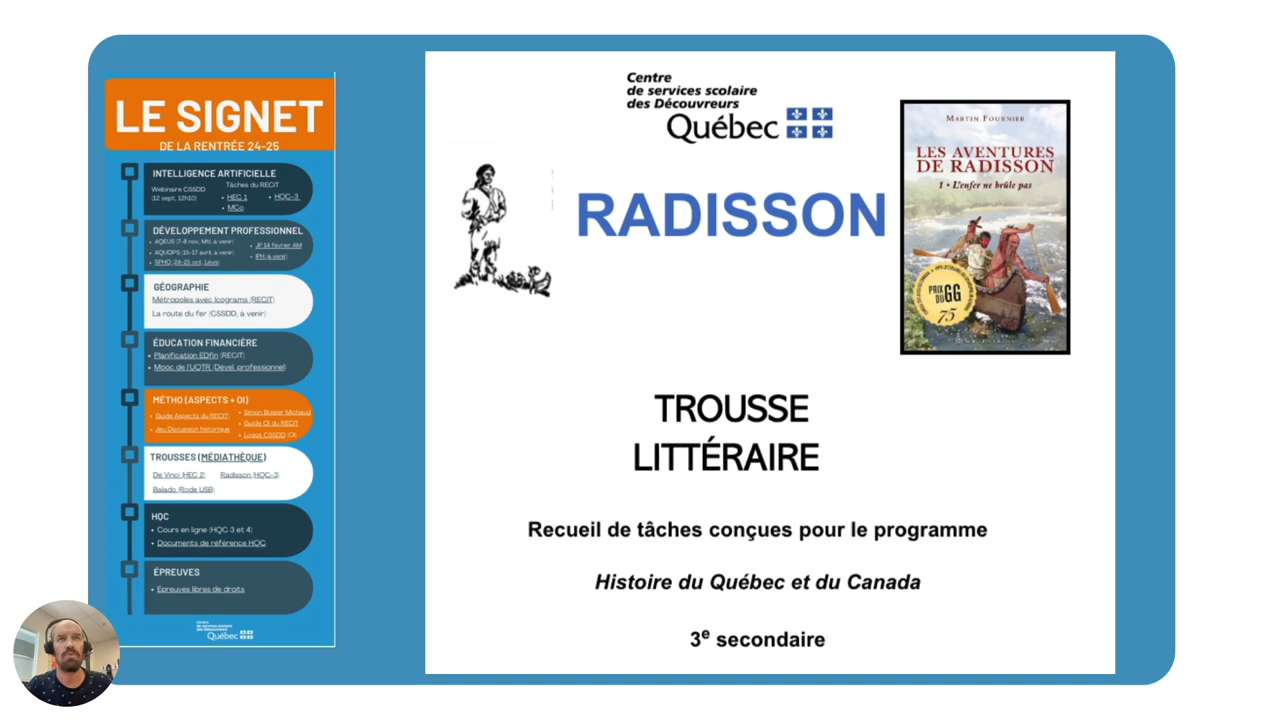 LE SIGNET
DE LA RENTRÉE 24-25
INTELLIGENCE ARTIFICIELLE
Webinaire CSSDD
(12 sept, 12h10)
Tâches du RECIT
• HEC 1
• HQC-3
• MCo
DÉVELOPPEMENT PROFESSIONNEL
• AQEUS (7-8 nov, Mtl, à venir)
• AQUOPS (15-17 avril, à venir)
• SPHQ (24-25 oct, Lévis)
• JP 14 février AM
• IFH (à venir)
GÉOGRAPHIE
Métropoles avec Icograms (RECIT)
La route du fer (CSSDD, à venir)
ÉDUCATION FINANCIÈRE
• Planification EDfin (RECIT)
• Mooc de l'UQTR (Dével. professionnel)
MÉTHO (ASPECTS + OI)
• Guide Aspects du RECIT
• Jeu Discussion historique
• Simon Boisier Michaud
• Guide OI du RECIT
• Logos CSSDD (OI)
TROUSSES (MÉDIATHÈQUE)
De Vinci (HEC 2)
Radisson (HQC-3)
Balado (Rode USB)
HQC
• Cours en ligne (HQC 3 et 4)
• Documents de référence HQC
ÉPREUVES
• Epreuves libres de droits
Centre
de services scolaire
des Découvreurs
Québec
Centre
de services scolaire
des Découvreurs
Québec
RADISSON
MARTIN FOURNIER
LES AVENTURES
DE RADISSON
1 • L'enfer ne brûle pas
PRIX
DU GG
75
TROUSSE
LITTÉRAIRE
Recueil de tâches conçues pour le programme
Histoire du Québec et du Canada
3e secondaire